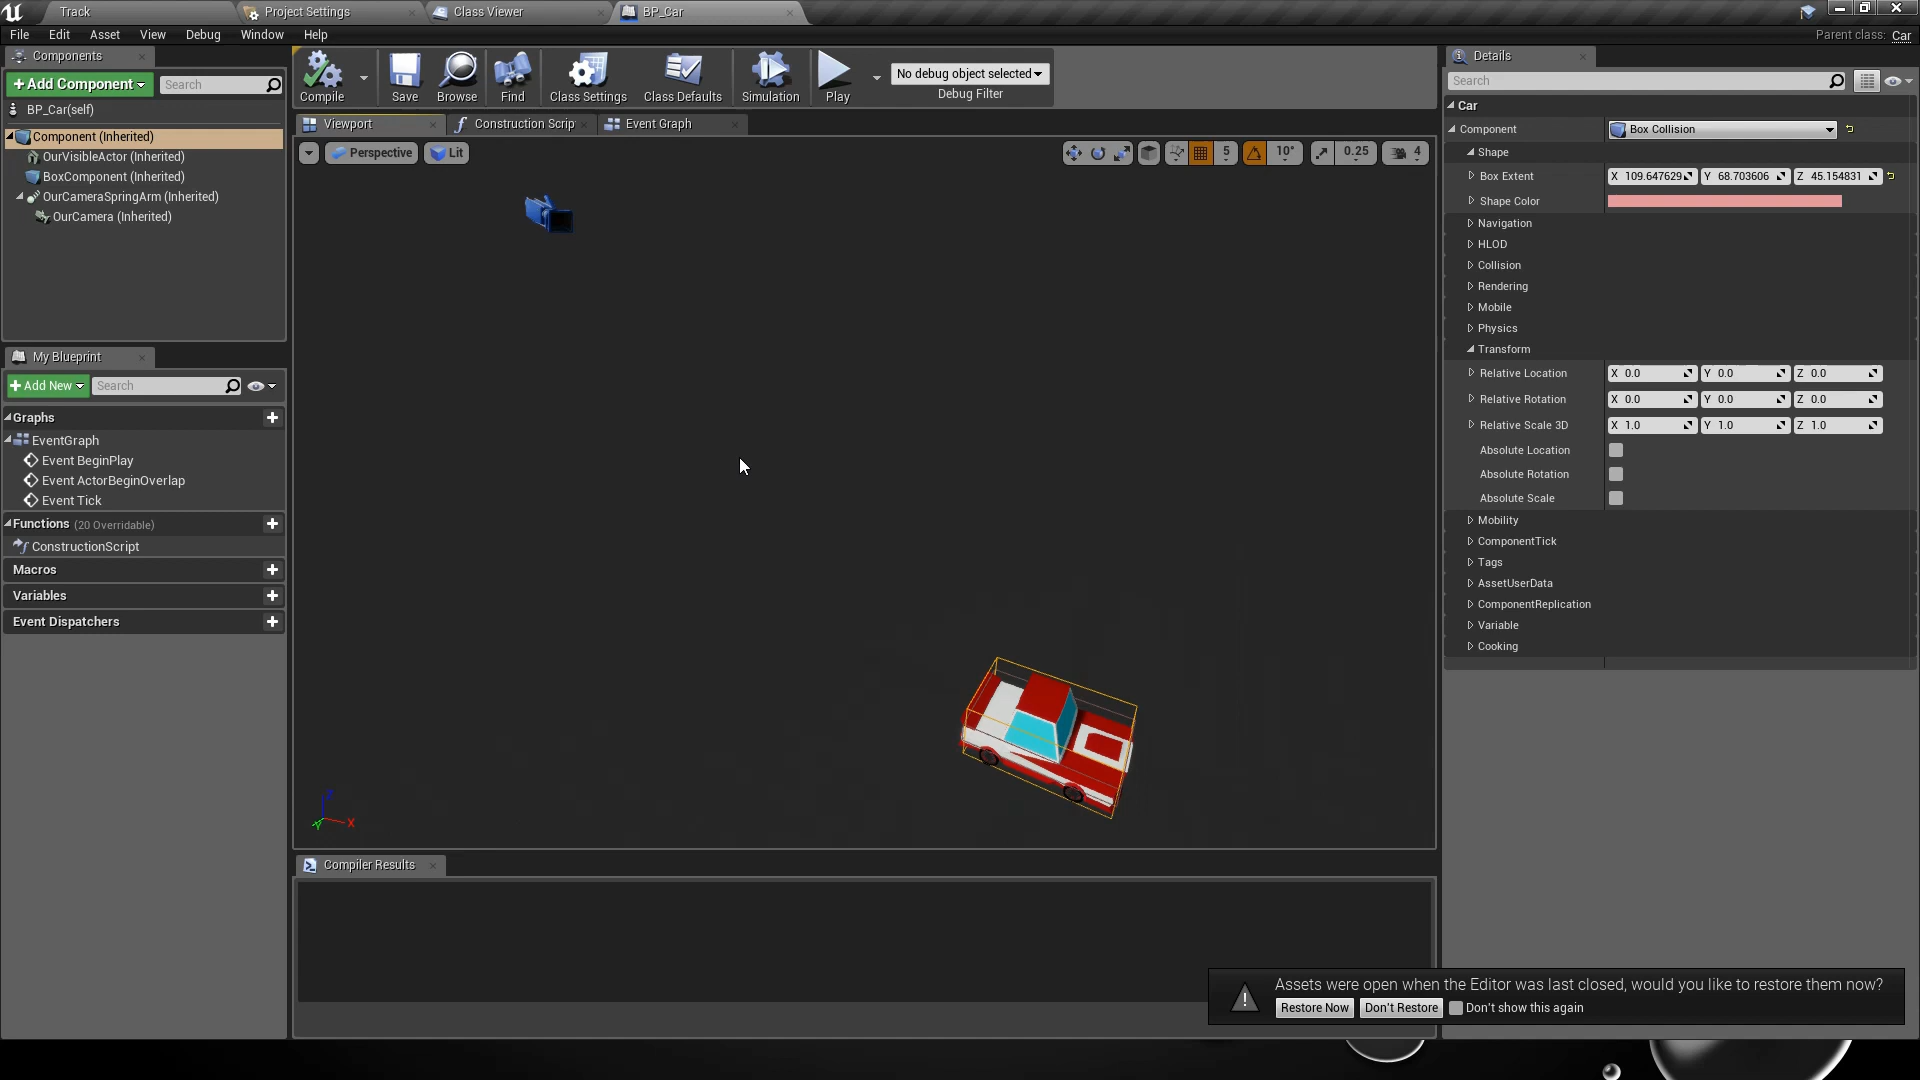 Track
Project Settings
Class Viewer
BP_Car
File Edit Asset View Debug Window Help
Parent class: Car
Components
+Add Component
Search
BP_Car(self)
Component (Inherited)
OurVisibleActor (Inherited)
BoxComponent (Inherited)
OurCameraSpringArm (Inherited)
OurCamera (Inherited)
My Blueprint
+Add New
Search
Graphs
EventGraph
Event BeginPlay
Event ActorBeginOverlap
Event Tick
Functions (20 Overridable)
ConstructionScript
Macros
Variables
Event Dispatchers
Compile
Save
Browse
Find
Class Settings
Class Defaults
Simulation
Play
No debug object selected
Debug Filter
Viewport
Construction Scrip
Event Graph
Perspective
Lit
5
10°
0.25
4
Z
X
Y
Compiler Results
Details
Search
Car
Component Box Collision
Shape
Box Extent X 109.647629 Y 68.703606 Z 45.154831
Shape Color
Navigation
HLOD
Collision
Rendering
Mobile
Physics
Transform
Relative Location X 0.0 Y 0.0 Z 0.0
Relative Rotation X 0.0 Y 0.0 Z 0.0
Relative Scale 3D X 1.0 Y 1.0 Z 1.0
Absolute Location
Absolute Rotation
Absolute Scale
Mobility
ComponentTick
Tags
AssetUserData
ComponentReplication
Variable
Cooking
Assets were open when the Editor was last closed, would you like to restore them now?
Restore Now
Don't Restore
Don't show this again